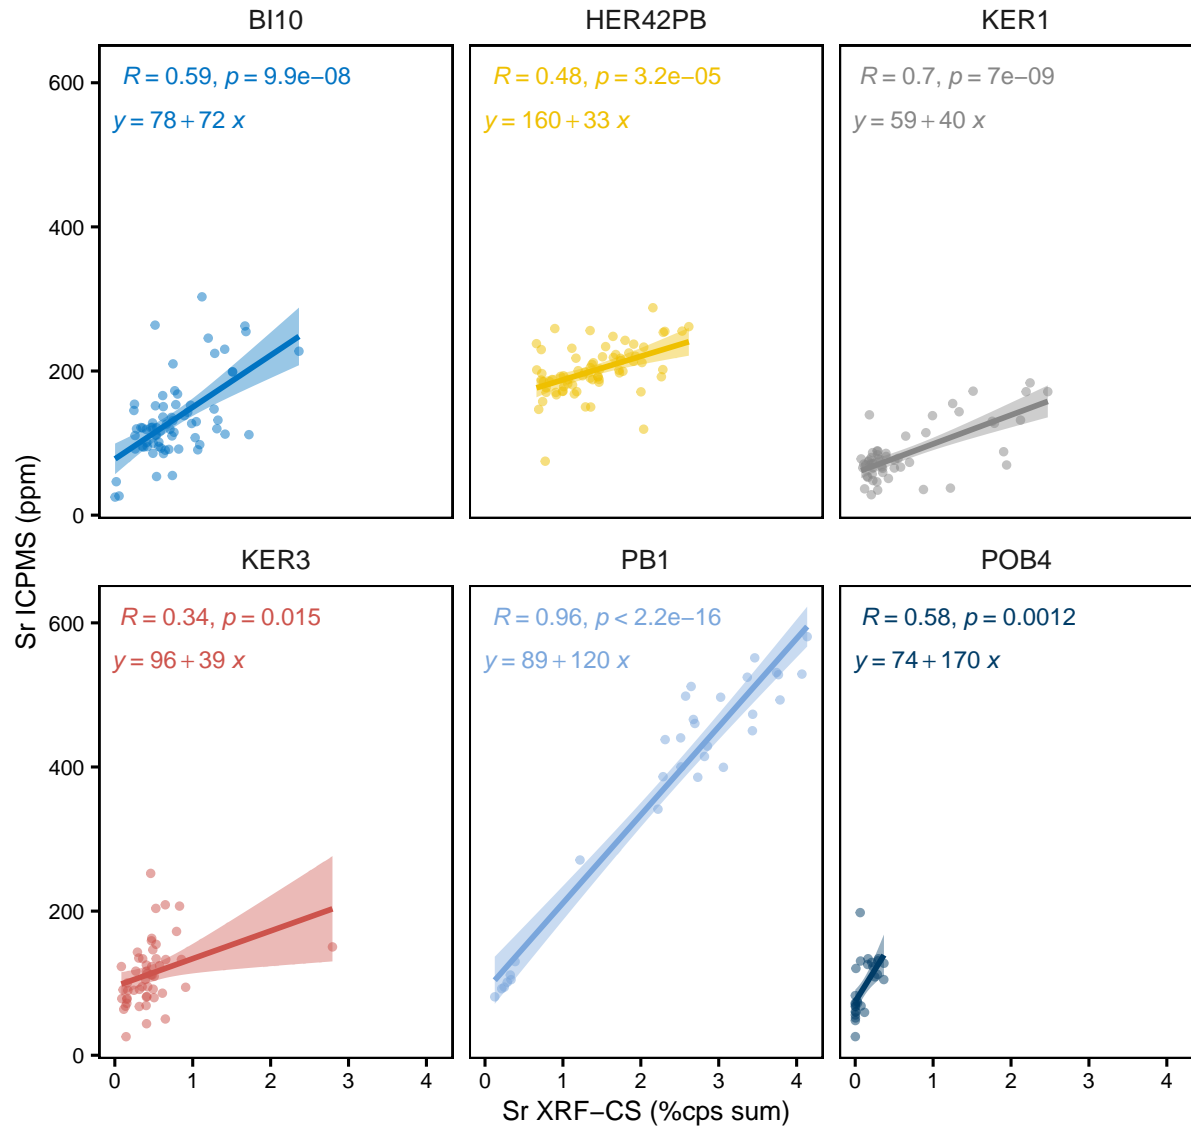 BI10 HER42PB KER1
R = 0.59, p = 9.9e−08
y = 78 + 72 x
R = 0.48, p = 3.2e−05
y = 160 + 33 x
R = 0.7, p = 7e−09
y = 59 + 40 x
600
400
200
0
KER3 PB1 POB4
R = 0.34, p = 0.015
y = 96 + 39 x
R = 0.96, p < 2.2e−16
y = 89 + 120 x
R = 0.58, p = 0.0012
y = 74 + 170 x
600
400
200
0
0 1 2 3 4
0 1 2 3 4
0 1 2 3 4
Sr ICPMS (ppm)
Sr XRF−CS (%cps sum)